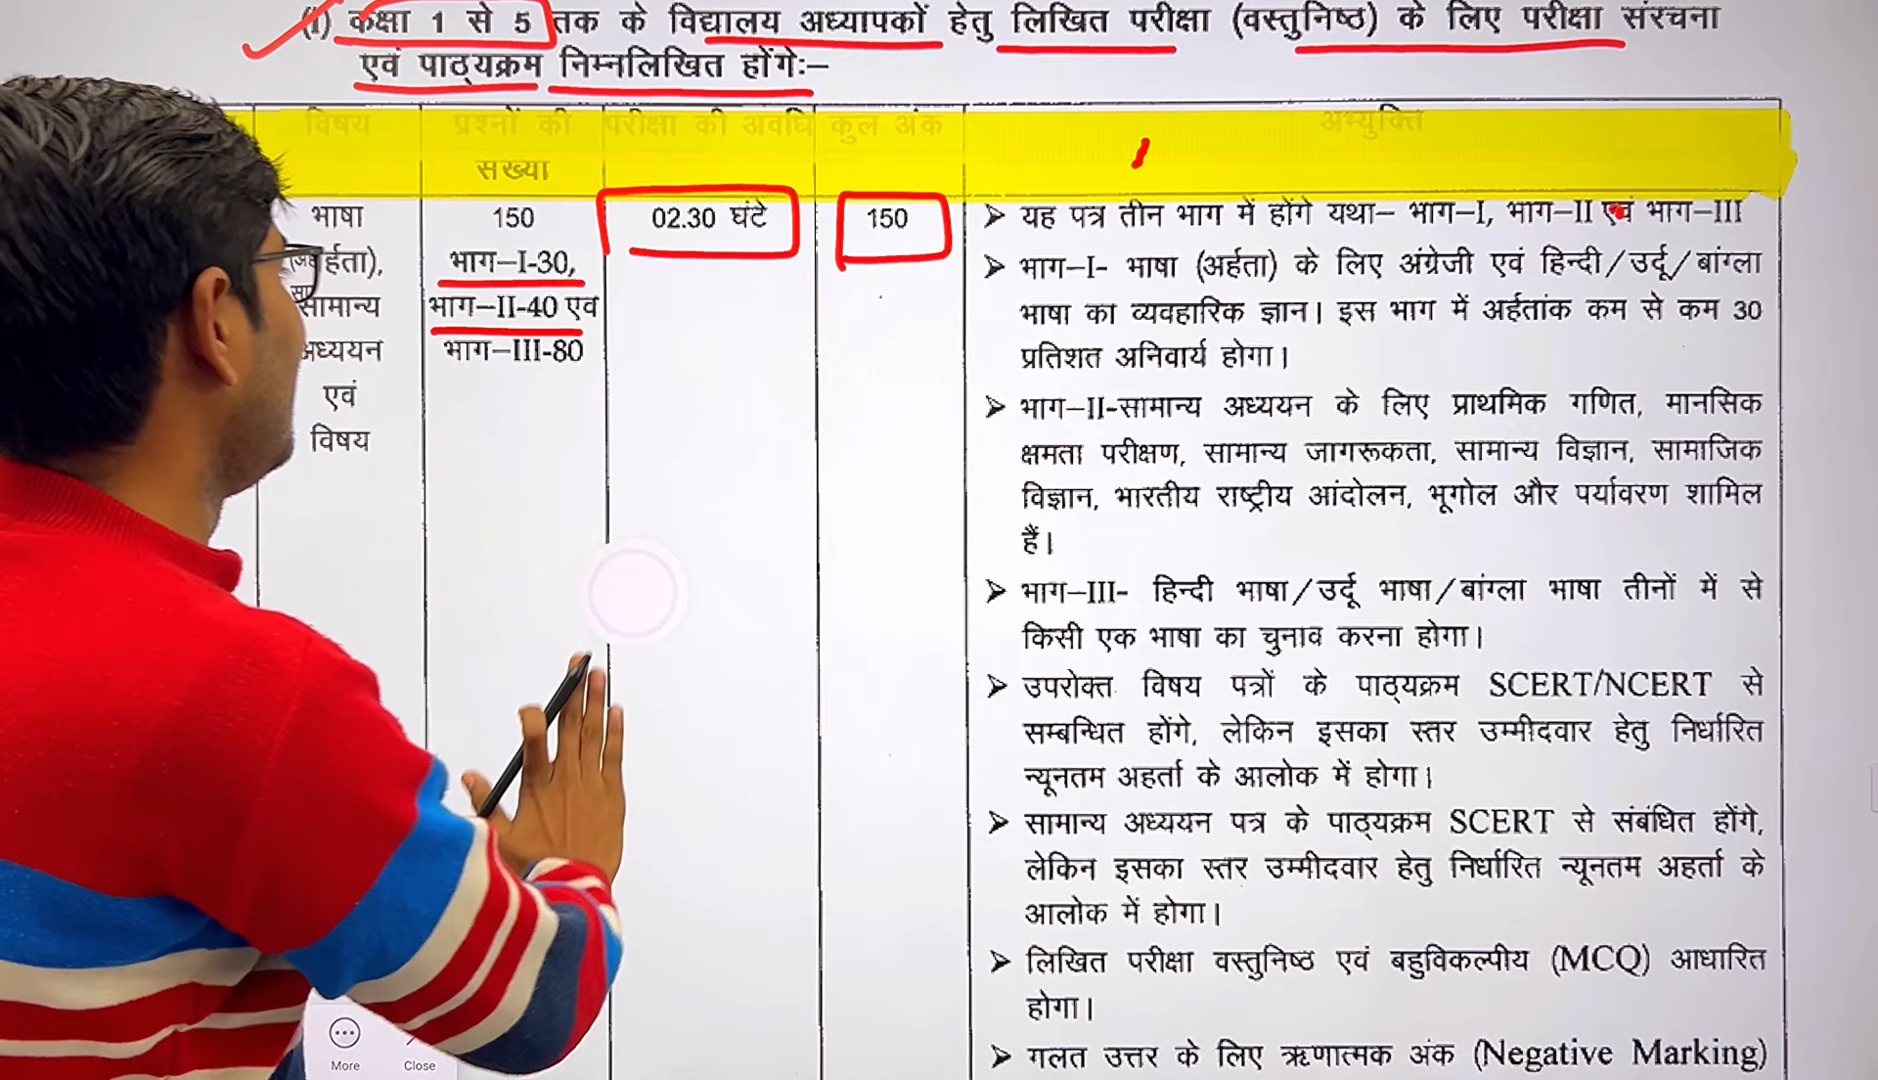 (i) कक्षा 1 से 5 तक के विद्यालय अध्यापकों हेतु लिखित परीक्षा (वस्तुनिष्ठ) के लिए परीक्षा संरचना
एवं पाठ्यक्रम निम्नलिखित होंगेः–
विषय
प्रश्नों की
सख्या
परीक्षा की अवधि
कुल अंक
अभ्युक्ति
भाषा
सामान्य
अध्ययन
एवं
विषय
150
भाग–I-30,
भाग–II-40 एवं
भाग–III-80
02.30 घंटे
150
➢ यह पत्र तीन भाग में होंगे यथा– भाग–I, भाग–II एवं भाग–III
➢ भाग–I- भाषा (अर्हता) के लिए अंग्रेजी एवं हिन्दी/उर्दू/बांग्ला
भाषा का व्यवहारिक ज्ञान। इस भाग में अर्हतांक कम से कम 30
प्रतिशत अनिवार्य होगा।
➢ भाग–II-सामान्य अध्ययन के लिए प्राथमिक गणित, मानसिक
क्षमता परीक्षण, सामान्य जागरूकता, सामान्य विज्ञान, सामाजिक
विज्ञान, भारतीय राष्ट्रीय आंदोलन, भूगोल और पर्यावरण शामिल
हैं।
➢ भाग–III- हिन्दी भाषा/उर्दू भाषा/बांग्ला भाषा तीनों में से
किसी एक भाषा का चुनाव करना होगा।
➢ उपरोक्त विषय पत्रों के पाठ्यक्रम SCERT/NCERT से
सम्बन्धित होंगे, लेकिन इसका स्तर उम्मीदवार हेतु निर्धारित
न्यूनतम अहर्ता के आलोक में होगा।
➢ सामान्य अध्ययन पत्र के पाठ्यक्रम SCERT से संबंधित होंगे,
लेकिन इसका स्तर उम्मीदवार हेतु निर्धारित न्यूनतम अहर्ता के
आलोक में होगा।
➢ लिखित परीक्षा वस्तुनिष्ठ एवं बहुविकल्पीय (MCQ) आधारित
होगा।
➢ गलत उत्तर के लिए ऋणात्मक अंक (Negative Marking)
More
Close